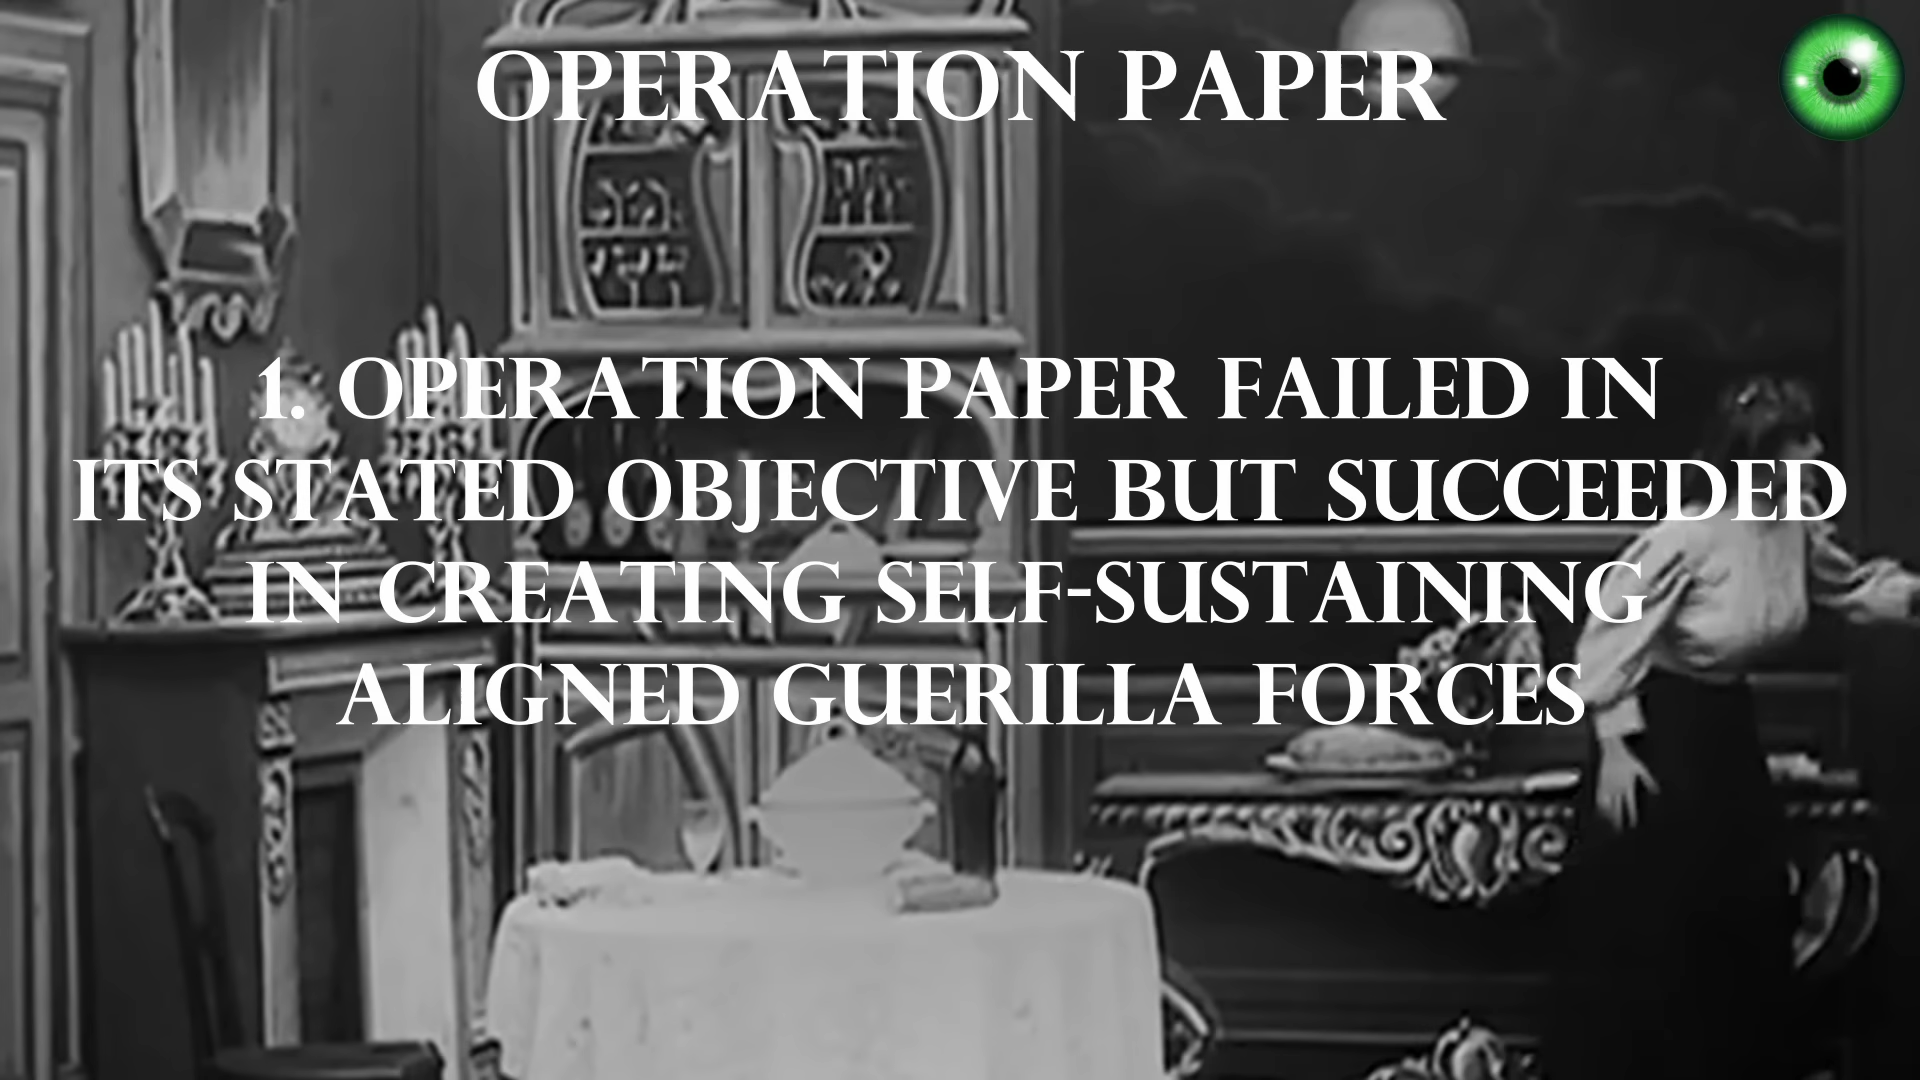 OPERATION PAPER
1. OPERATION PAPER FAILED IN
ITS STATED OBJECTIVE BUT SUCCEEDED
IN CREATING SELF-SUSTAINING
ALIGNED GUERILLA FORCES